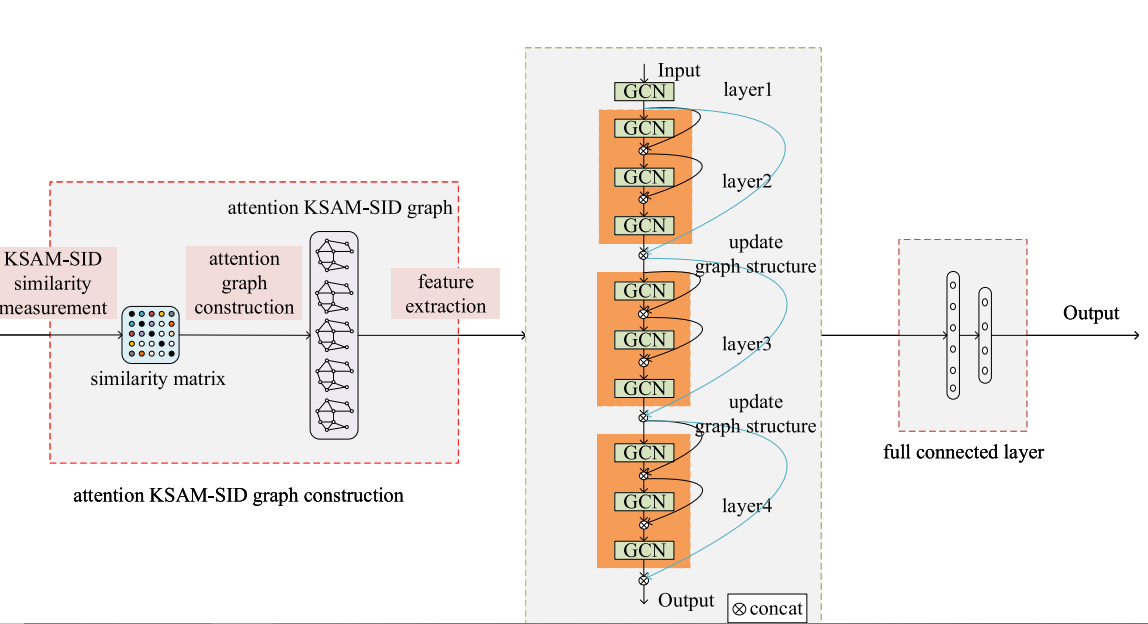 attention KSAM-SID graph
KSAM-SID
similarity
measurement
attention
graph
construction
feature
extraction
similarity matrix
attention KSAM-SID graph construction
Input
GCN
layer1
GCN
GCN
layer2
GCN
update
graph structure
GCN
GCN
layer3
GCN
update
graph structure
GCN
GCN
layer4
GCN
Output
⊗ concat
full connected layer
Output